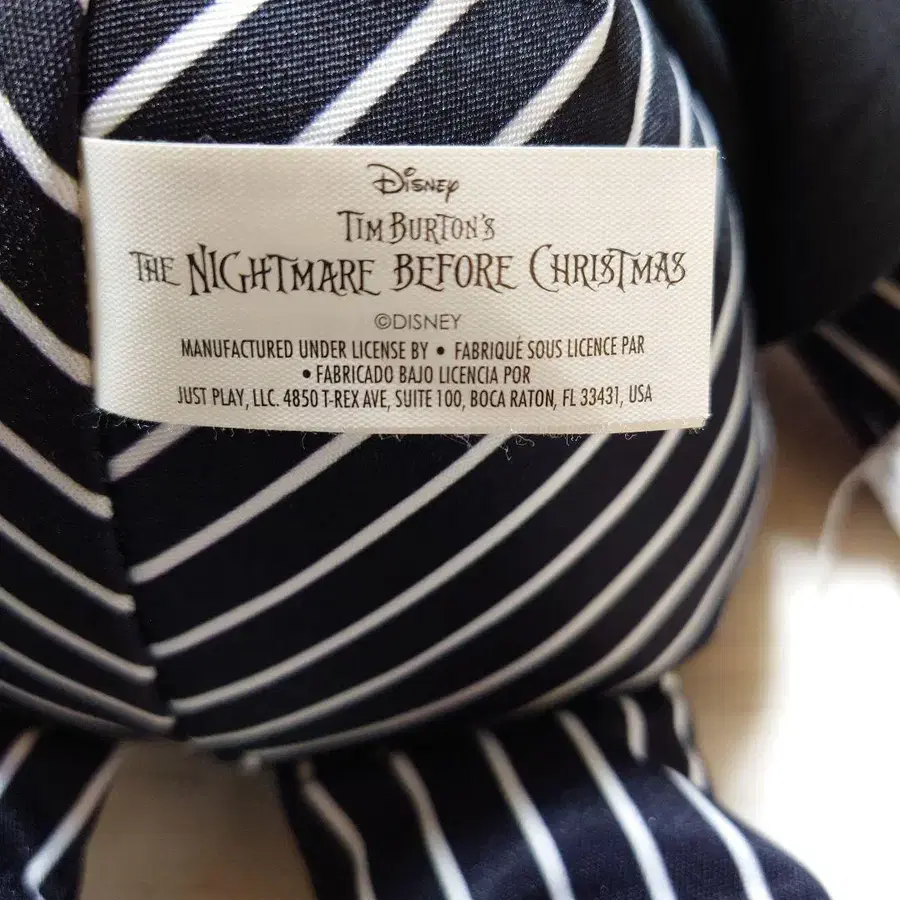 Disney
TIM BURTON'S
THE NIGHTMARE BEFORE CHRISTMAS
©DISNEY
MANUFACTURED UNDER LICENSE BY • FABRIQUÉ SOUS LICENCE PAR
• FABRICADO BAJO LICENCIA POR
JUST PLAY, LLC. 4850 T-REX AVE, SUITE 100, BOCA RATON, FL 33431, USA